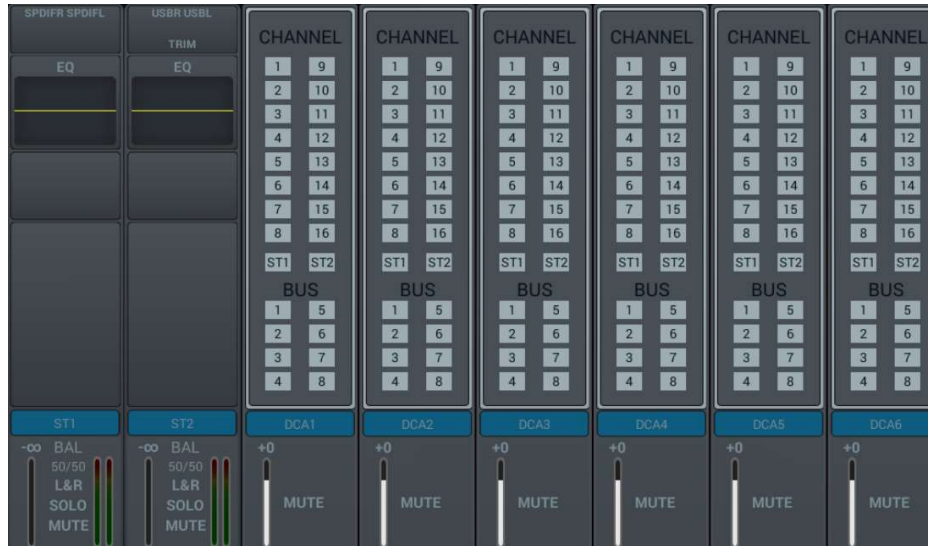 SPDIFR SPDIFL
EQ
ST1
-∞ BAL
50/50
L&R
SOLO
MUTE
USBR USBL
TRIM
EQ
ST2
-∞ BAL
50/50
L&R
SOLO
MUTE
CHANNEL
1 9
2 10
3 11
4 12
5 13
6 14
7 15
8 16
ST1 ST2
BUS
1 5
2 6
3 7
4 8
DCA1
+0
MUTE
CHANNEL
1 9
2 10
3 11
4 12
5 13
6 14
7 15
8 16
ST1 ST2
BUS
1 5
2 6
3 7
4 8
DCA2
+0
MUTE
CHANNEL
1 9
2 10
3 11
4 12
5 13
6 14
7 15
8 16
ST1 ST2
BUS
1 5
2 6
3 7
4 8
DCA3
+0
MUTE
CHANNEL
1 9
2 10
3 11
4 12
5 13
6 14
7 15
8 16
ST1 ST2
BUS
1 5
2 6
3 7
4 8
DCA4
+0
MUTE
CHANNEL
1 9
2 10
3 11
4 12
5 13
6 14
7 15
8 16
ST1 ST2
BUS
1 5
2 6
3 7
4 8
DCA5
+0
MUTE
CHANNEL
1 9
2 10
3 11
4 12
5 13
6 14
7 15
8 16
ST1 ST2
BUS
1 5
2 6
3 7
4 8
DCA6
+0
MUTE